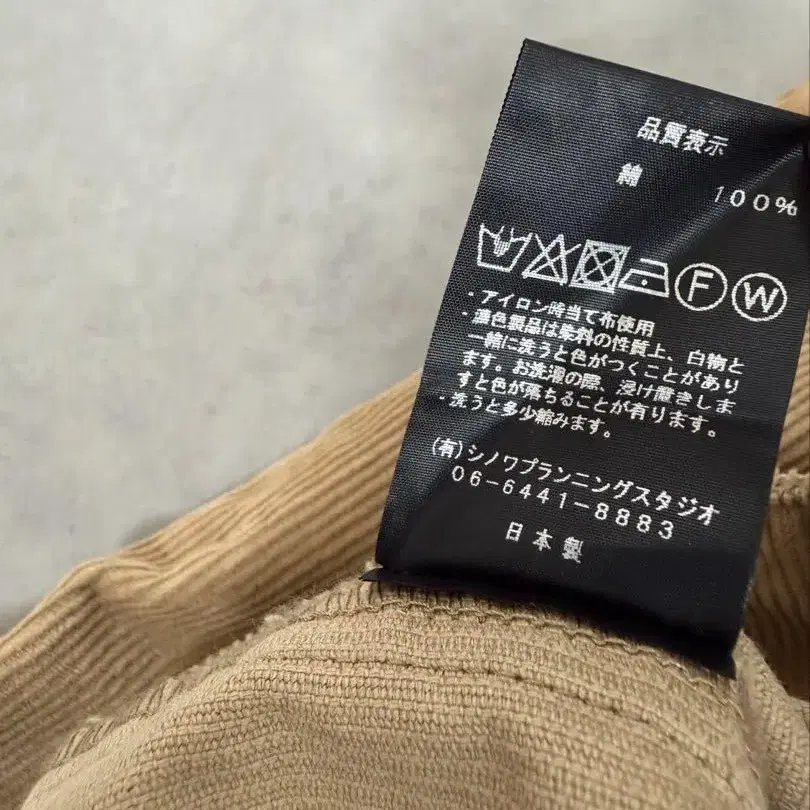 品質表示
綿 100%
F W
・アイロン時当て布使用
・濃色製品は染料の性質上、白物と
一緒に洗うと色がつくことがあり
ます。お洗濯の際、浸け置きしま
すと色が落ちることが有ります。
・洗うと多少縮みます。
(有)シノワプランニングスタジオ
06-6441-8883
日本製